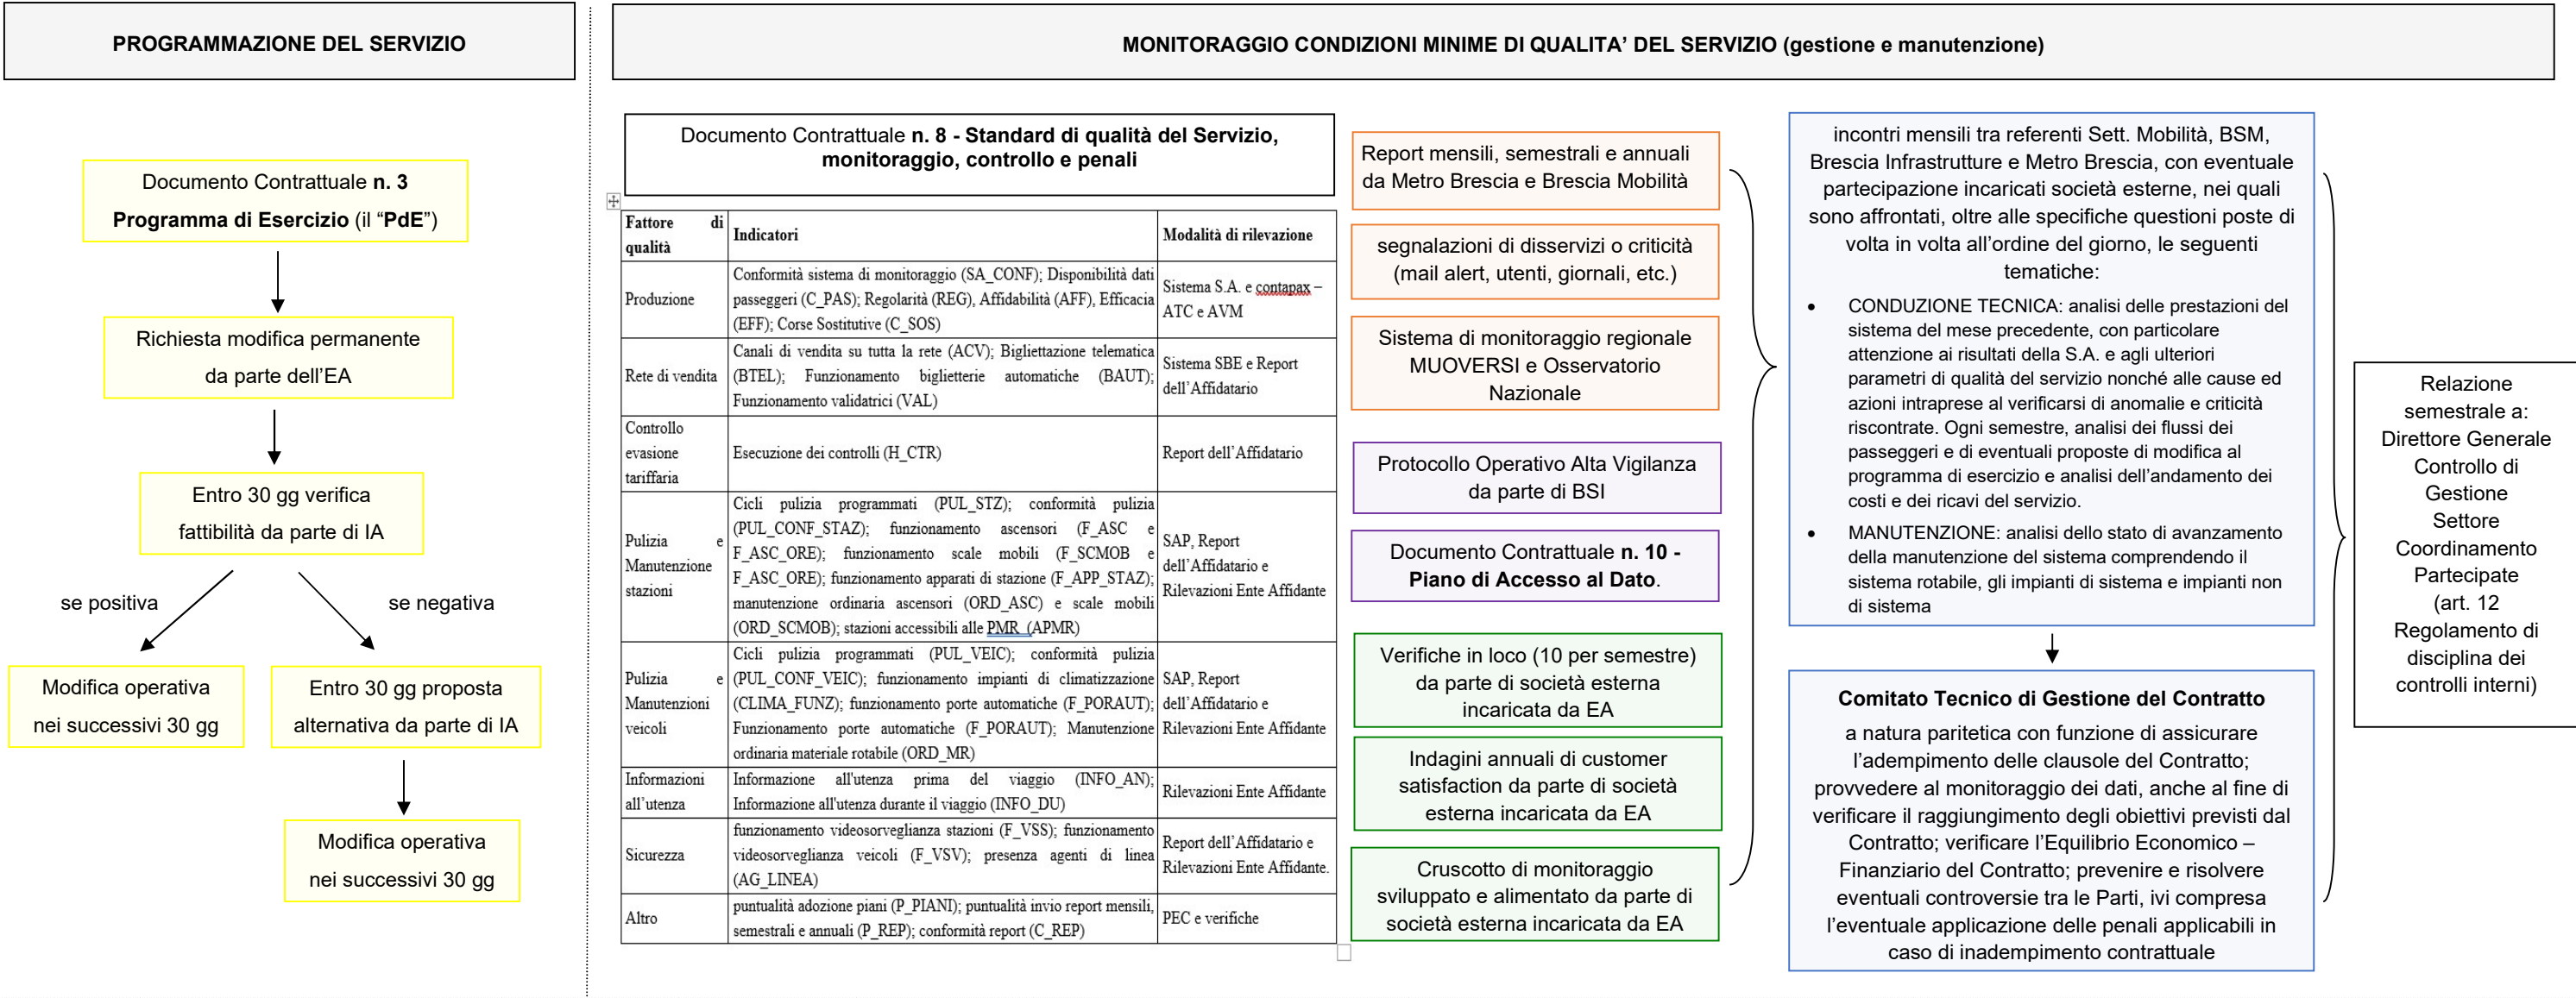 PROGRAMMAZIONE DEL SERVIZIO
Documento Contrattuale n. 3
Programma di Esercizio (il “PdE”)
Richiesta modifica permanente
da parte dell’EA
Entro 30 gg verifica
fattibilità da parte di IA
se positiva
se negativa
Modifica operativa
nei successivi 30 gg
Entro 30 gg proposta
alternativa da parte di IA
Modifica operativa
nei successivi 30 gg
MONITORAGGIO CONDIZIONI MINIME DI QUALITA’ DEL SERVIZIO (gestione e manutenzione)
Documento Contrattuale n. 8 - Standard di qualità del Servizio,
monitoraggio, controllo e penali
Fattore di
qualità
Indicatori
Modalità di rilevazione
Produzione
Conformità sistema di monitoraggio (SA_CONF); Disponibilità dati
passeggeri (C_PAS); Regolarità (REG), Affidabilità (AFF), Efficacia
(EFF); Corse Sostitutive (C_SOS)
Sistema S.A. e contapax –
ATC e AVM
Rete di vendita
Canali di vendita su tutta la rete (ACV); Bigliettazione telematica
(BTEL); Funzionamento biglietterie automatiche (BAUT);
Funzionamento validatrici (VAL)
Sistema SBE e Report
dell’Affidatario
Controllo
evasione
tariffaria
Esecuzione dei controlli (H_CTR)
Report dell’Affidatario
Pulizia e
Manutenzione
stazioni
Cicli pulizia programmati (PUL_STZ); conformità pulizia
(PUL_CONF_STAZ); funzionamento ascensori (F_ASC e
F_ASC_ORE); funzionamento scale mobili (F_SCMOB e
F_ASC_ORE); funzionamento apparati di stazione (F_APP_STAZ);
manutenzione ordinaria ascensori (ORD_ASC) e scale mobili
(ORD_SCMOB); stazioni accessibili alle PMR (APMR)
SAP, Report
dell’Affidatario e
Rilevazioni Ente Affidante
Pulizia e
Manutenzioni
veicoli
Cicli pulizia programmati (PUL_VEIC); conformità pulizia
(PUL_CONF_VEIC); funzionamento impianti di climatizzazione
(CLIMA_FUNZ); funzionamento porte automatiche (F_PORAUT);
Funzionamento porte automatiche (F_PORAUT); Manutenzione
ordinaria materiale rotabile (ORD_MR)
SAP, Report
dell’Affidatario e
Rilevazioni Ente Affidante
Informazioni
all’utenza
Informazione all'utenza prima del viaggio (INFO_AN);
Informazione all'utenza durante il viaggio (INFO_DU)
Rilevazioni Ente Affidante
Sicurezza
funzionamento videosorveglianza stazioni (F_VSS); funzionamento
videosorveglianza veicoli (F_VSV); presenza agenti di linea
(AG_LINEA)
Report dell’Affidatario e
Rilevazioni Ente Affidante.
Altro
puntualità adozione piani (P_PIANI); puntualità invio report mensili,
semestrali e annuali (P_REP); conformità report (C_REP)
PEC e verifiche
Report mensili, semestrali e annuali
da Metro Brescia e Brescia Mobilità
segnalazioni di disservizi o criticità
(mail alert, utenti, giornali, etc.)
Sistema di monitoraggio regionale
MUOVERSI e Osservatorio
Nazionale
Protocollo Operativo Alta Vigilanza
da parte di BSI
Documento Contrattuale n. 10 -
Piano di Accesso al Dato.
Verifiche in loco (10 per semestre)
da parte di società esterna
incaricata da EA
Indagini annuali di customer
satisfaction da parte di società
esterna incaricata da EA
Cruscotto di monitoraggio
sviluppato e alimentato da parte di
società esterna incaricata da EA
incontri mensili tra referenti Sett. Mobilità, BSM,
Brescia Infrastrutture e Metro Brescia, con eventuale
partecipazione incaricati società esterne, nei quali
sono affrontati, oltre alle specifiche questioni poste di
volta in volta all’ordine del giorno, le seguenti
tematiche:
• CONDUZIONE TECNICA: analisi delle prestazioni del
sistema del mese precedente, con particolare
attenzione ai risultati della S.A. e agli ulteriori
parametri di qualità del servizio nonché alle cause ed
azioni intraprese al verificarsi di anomalie e criticità
riscontrate. Ogni semestre, analisi dei flussi dei
passeggeri e di eventuali proposte di modifica al
programma di esercizio e analisi dell’andamento dei
costi e dei ricavi del servizio.
• MANUTENZIONE: analisi dello stato di avanzamento
della manutenzione del sistema comprendendo il
sistema rotabile, gli impianti di sistema e impianti non
di sistema
Comitato Tecnico di Gestione del Contratto
a natura paritetica con funzione di assicurare
l’adempimento delle clausole del Contratto;
provvedere al monitoraggio dei dati, anche al fine di
verificare il raggiungimento degli obiettivi previsti dal
Contratto; verificare l’Equilibrio Economico –
Finanziario del Contratto; prevenire e risolvere
eventuali controversie tra le Parti, ivi compresa
l’eventuale applicazione delle penali applicabili in
caso di inadempimento contrattuale
Relazione
semestrale a:
Direttore Generale
Controllo di
Gestione
Settore
Coordinamento
Partecipate
(art. 12
Regolamento di
disciplina dei
controlli interni)